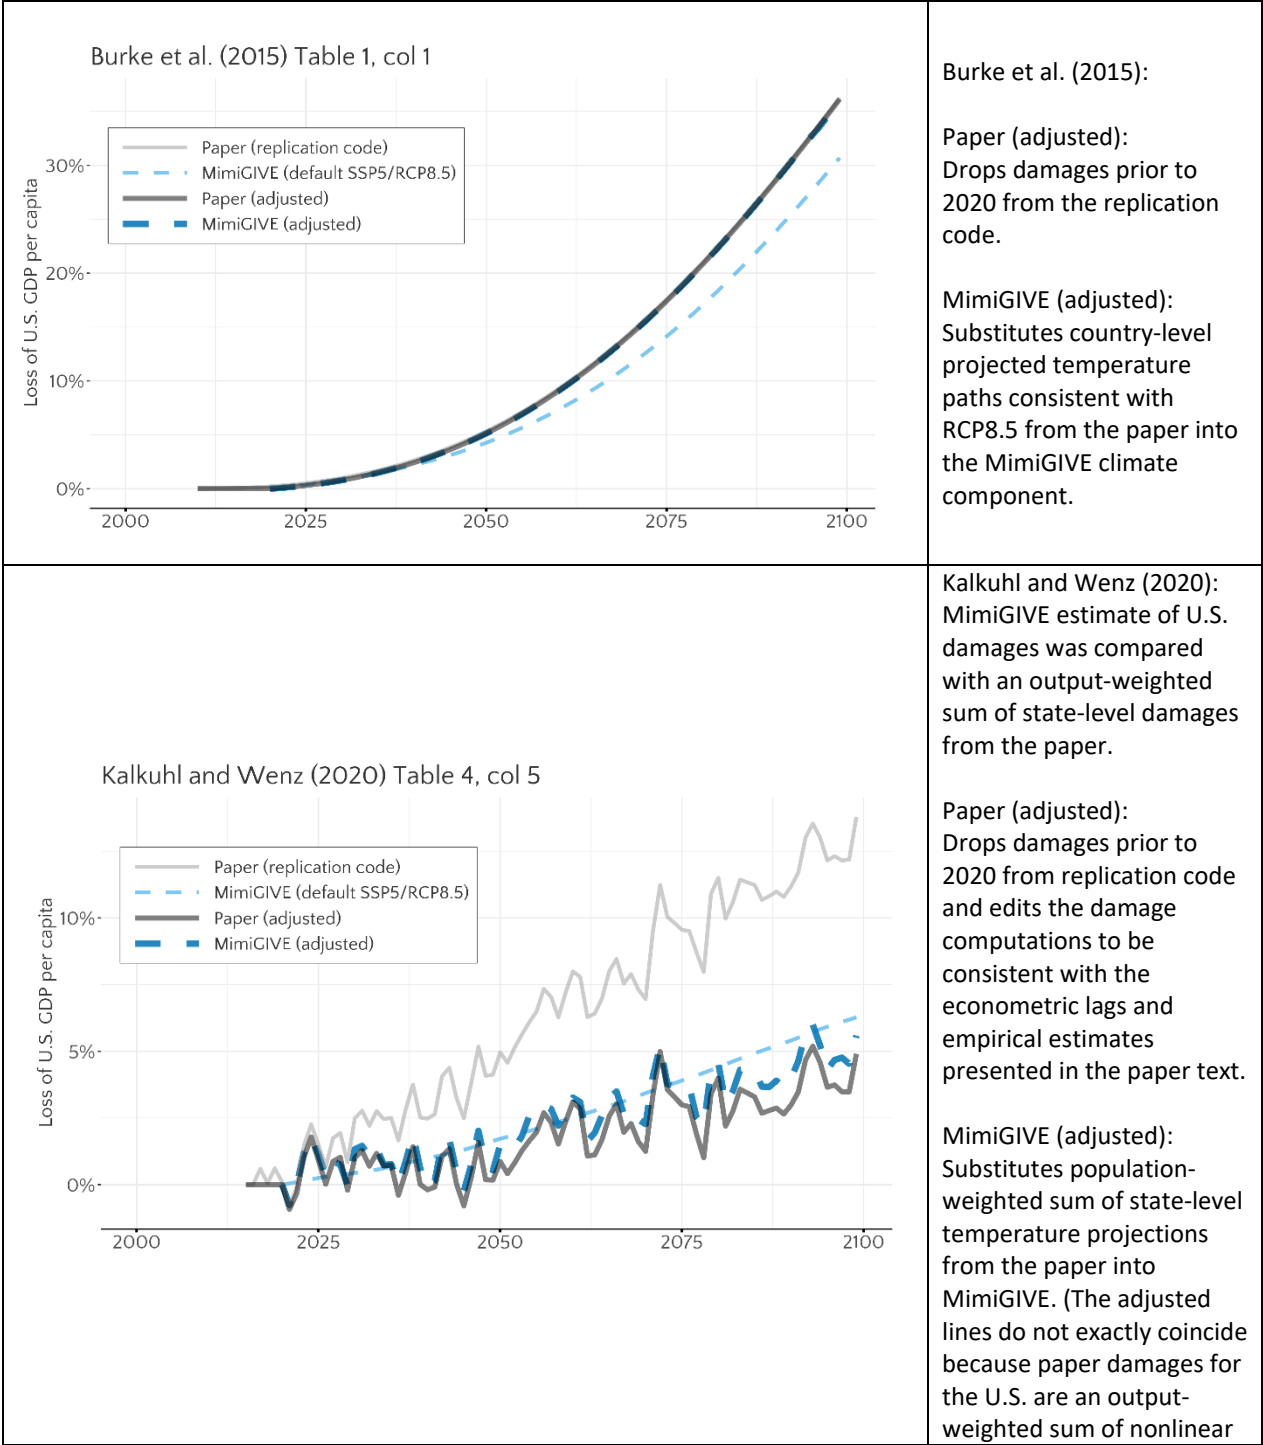 Burke et al. (2015) Table 1, col 1
Paper (replication code)
MimiGIVE (default SSP5/RCP8.5)
Paper (adjusted)
MimiGIVE (adjusted)
Loss of U.S. GDP per capita
30%
20%
10%
0%
2000
2025
2050
2075
2100
Burke et al. (2015):
Paper (adjusted):
Drops damages prior to
2020 from the replication
code.
MimiGIVE (adjusted):
Substitutes country-level
projected temperature
paths consistent with
RCP8.5 from the paper into
the MimiGIVE climate
component.
Kalkuhl and Wenz (2020) Table 4, col 5
Paper (replication code)
MimiGIVE (default SSP5/RCP8.5)
Paper (adjusted)
MimiGIVE (adjusted)
Loss of U.S. GDP per capita
10%
5%
0%
2000
2025
2050
2075
2100
Kalkuhl and Wenz (2020):
MimiGIVE estimate of U.S.
damages was compared
with an output-weighted
sum of state-level damages
from the paper.
Paper (adjusted):
Drops damages prior to
2020 from replication code
and edits the damage
computations to be
consistent with the
econometric lags and
empirical estimates
presented in the paper text.
MimiGIVE (adjusted):
Substitutes population-
weighted sum of state-level
temperature projections
from the paper into
MimiGIVE. (The adjusted
lines do not exactly coincide
because paper damages for
the U.S. are an output-
weighted sum of nonlinear